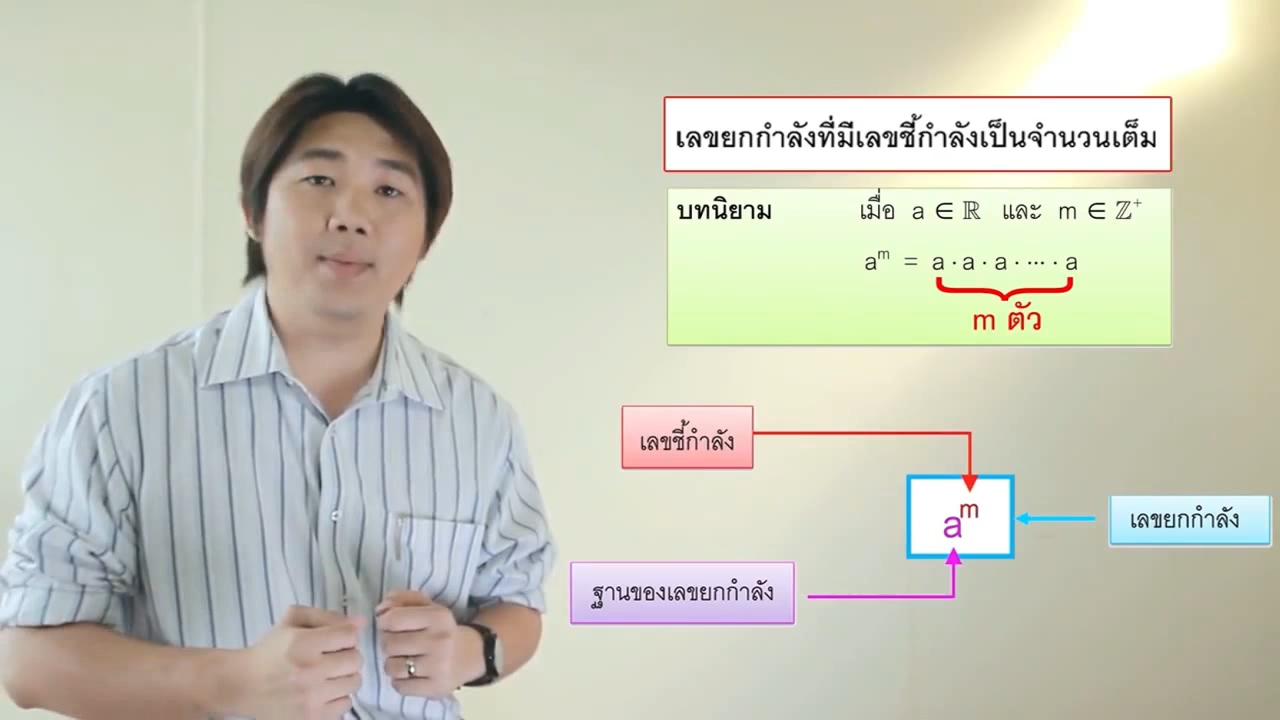 เลขยกกำลังที่มีเลขชี้กำลังเป็นจำนวนเต็ม
บทนิยาม เมื่อ a ∈ ℝ และ m ∈ ℤ⁺
aᵐ = a · a · a · ··· · a
m ตัว
เลขชี้กำลัง
aᵐ
เลขยกกำลัง
ฐานของเลขยกกำลัง